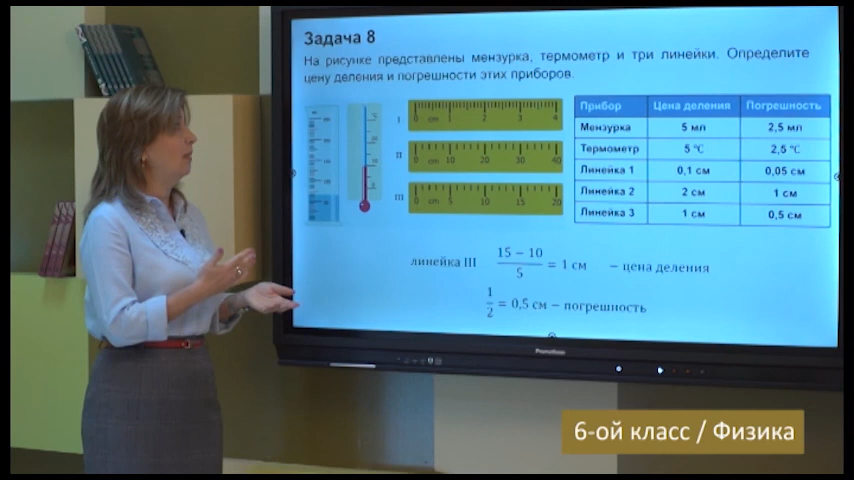 Задача 8
На рисунке представлены мензурка, термометр и три линейки. Определите
цену деления и погрешности этих приборов.
I
0 cm 1 2 3 4
II
0 cm 10 20 30 40
III
0 cm 5 10 15 20
Прибор Цена деления Погрешность
Мензурка 5 мл 2,5 мл
Термометр 5 °C 2,5 °C
Линейка 1 0,1 см 0,05 см
Линейка 2 2 см 1 см
Линейка 3 1 см 0,5 см
линейка III 15 − 10 / 5 = 1 см − цена деления
1 / 2 = 0,5 см − погрешность
Promethean
6-ой класс / Физика